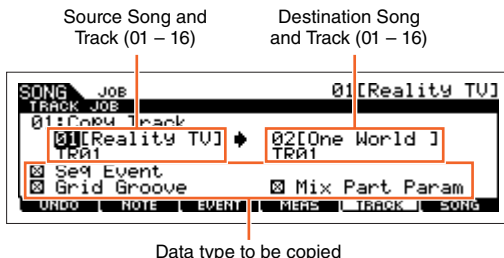 Source Song and
Track (01 – 16)
Destination Song
and Track (01 – 16)
SONG JOB 01[Reality TV]
TRACK JOB
01:Copy Track
01[Reality TV] 02[One World ]
TR01 TR01
Seq Event
Grid Groove Mix Part Param
UNDO NOTE EVENT MEAS TRACK SONG
Data type to be copied